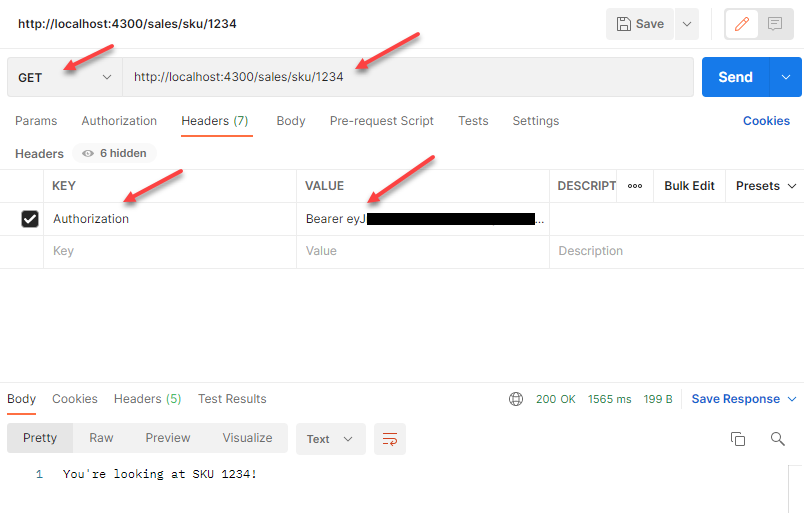 http://localhost:4300/sales/sku/1234 Save
GET http://localhost:4300/sales/sku/1234 Send
Params Authorization Headers (7) Body Pre-request Script Tests Settings Cookies
Headers 6 hidden
KEY VALUE DESCRIPT ooo Bulk Edit Presets
Authorization Bearer eyJ ...
Key Value Description
Body Cookies Headers (5) Test Results 200 OK 1565 ms 199 B Save Response
Pretty Raw Preview Visualize Text
1 You're looking at SKU 1234!